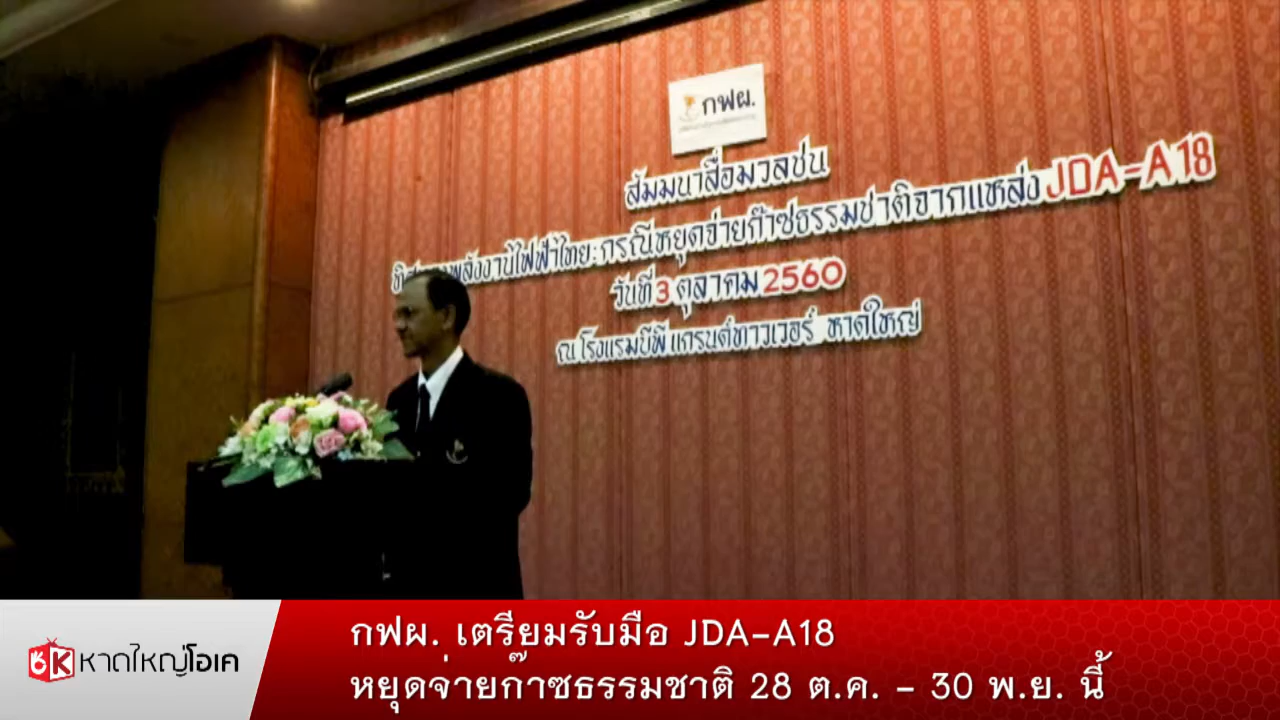 กฟผ.
สัมมนาสื่อมวลชน
พลังงานไฟฟ้าไทย: กรณีหยุดจ่ายก๊าซธรรมชาติจากแหล่ง JDA-A18
วันที่ 3 ตุลาคม 2560
ณ โรงแรมบีพี แกรนด์ทาวเวอร์ หาดใหญ่
OK หาดใหญ่โอเค
กฟผ. เตรียมรับมือ JDA-A18
หยุดจ่ายก๊าซธรรมชาติ 28 ต.ค. - 30 พ.ย. นี้